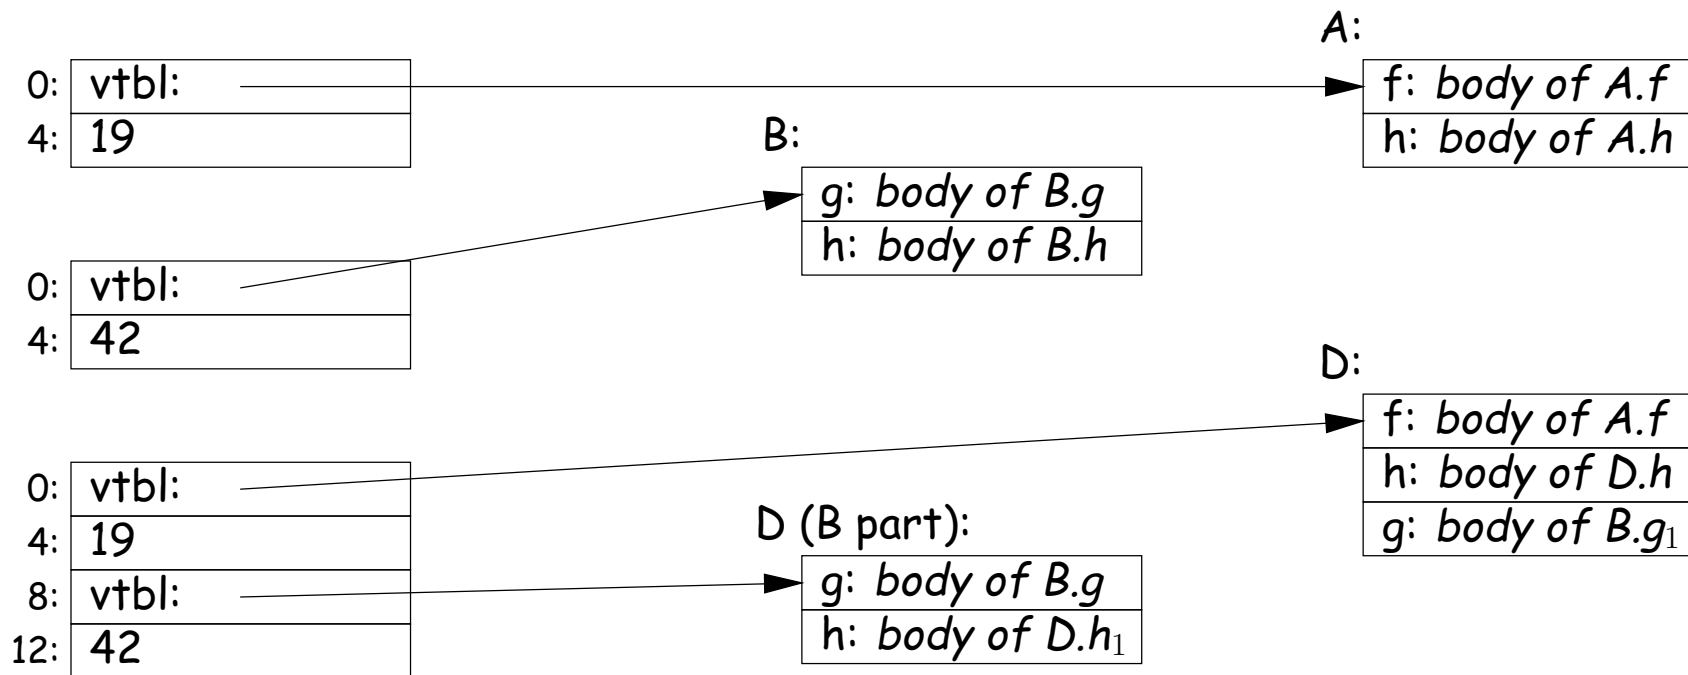 A:
0: vtbl:
4: 19
f: body of A.f
h: body of A.h
B:
g: body of B.g
h: body of B.h
0: vtbl:
4: 42
D:
f: body of A.f
h: body of D.h
g: body of B.g₁
0: vtbl:
4: 19
8: vtbl:
12: 42
D (B part):
g: body of B.g
h: body of D.h₁